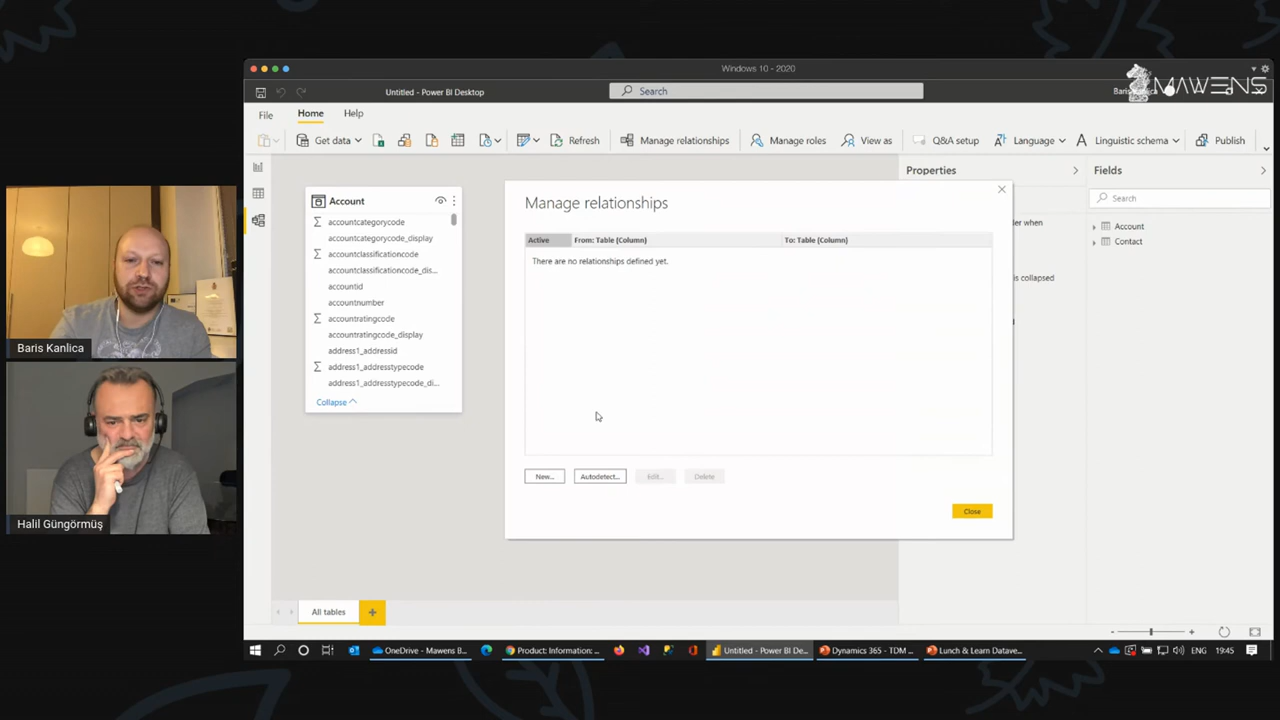 Windows 10 - 2020
Untitled - Power BI Desktop
Search
MAWENS
File
Home
Help
Get data
Refresh
Manage relationships
Manage roles
View as
Q&A setup
Language
Linguistic schema
Publish
Account
accountcategorycode
accountcategorycode_display
accountclassificationcode
accountclassificationcode_dis...
accountid
accountnumber
accountratingcode
accountratingcode_display
address1_addressid
address1_addresstypecode
address1_addresstypecode_di...
Collapse
Manage relationships
Active
From: Table (Column)
To: Table (Column)
There are no relationships defined yet.
New...
Autodetect...
Edit...
Delete
Close
Properties
der when
is collapsed
Fields
Search
Account
Contact
Baris Kanlica
Halil Güngörmüş
All tables
OneDrive - Mawens B...
Product: Information: ...
Untitled - Power BI De...
Dynamics 365 - TDM ...
Lunch & Learn Datave...
ENG
19:45